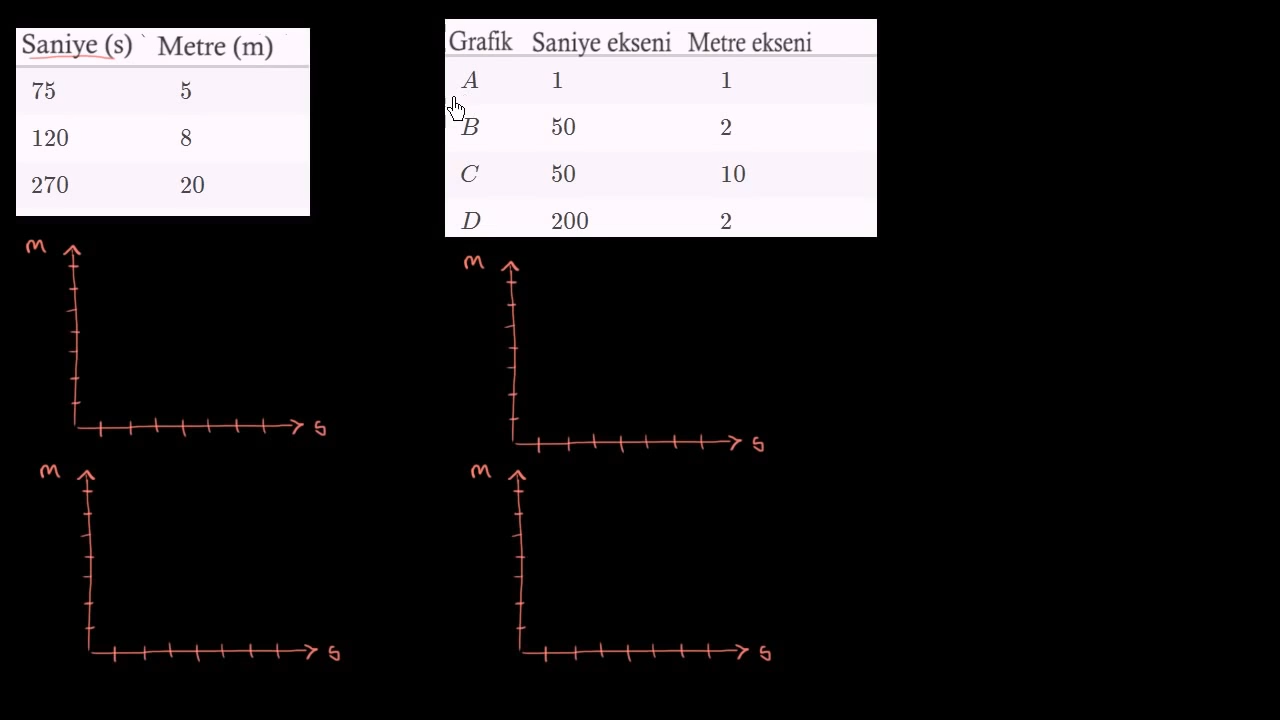 Saniye (s) Metre (m)
75 5
120 8
270 20
Grafik Saniye ekseni Metre ekseni
A 1 1
B 50 2
C 50 10
D 200 2
m
s
m
s
m
s
m
s